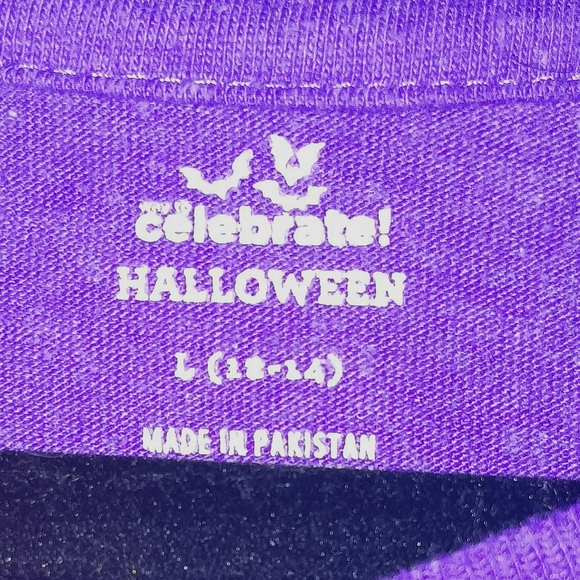 celebrate!
HALLOWEEN
L (12-14)
MADE IN PAKISTAN